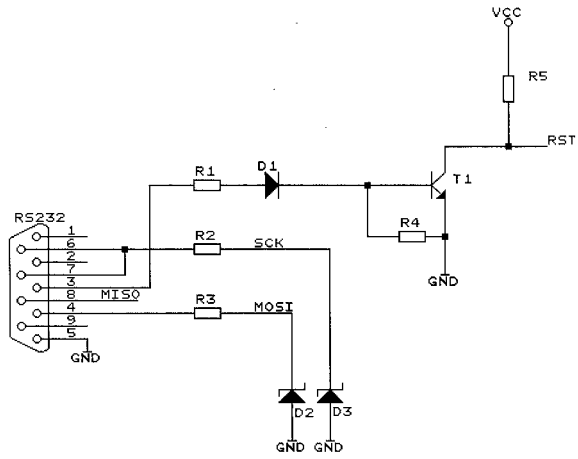 VCC
R5
RST
R1
D1
T1
RS232
1
6
R2
SCK
R4
2
7
3
GND
8
MISO
R3
4
MOSI
9
5
GND
D2
D3
GND
GND